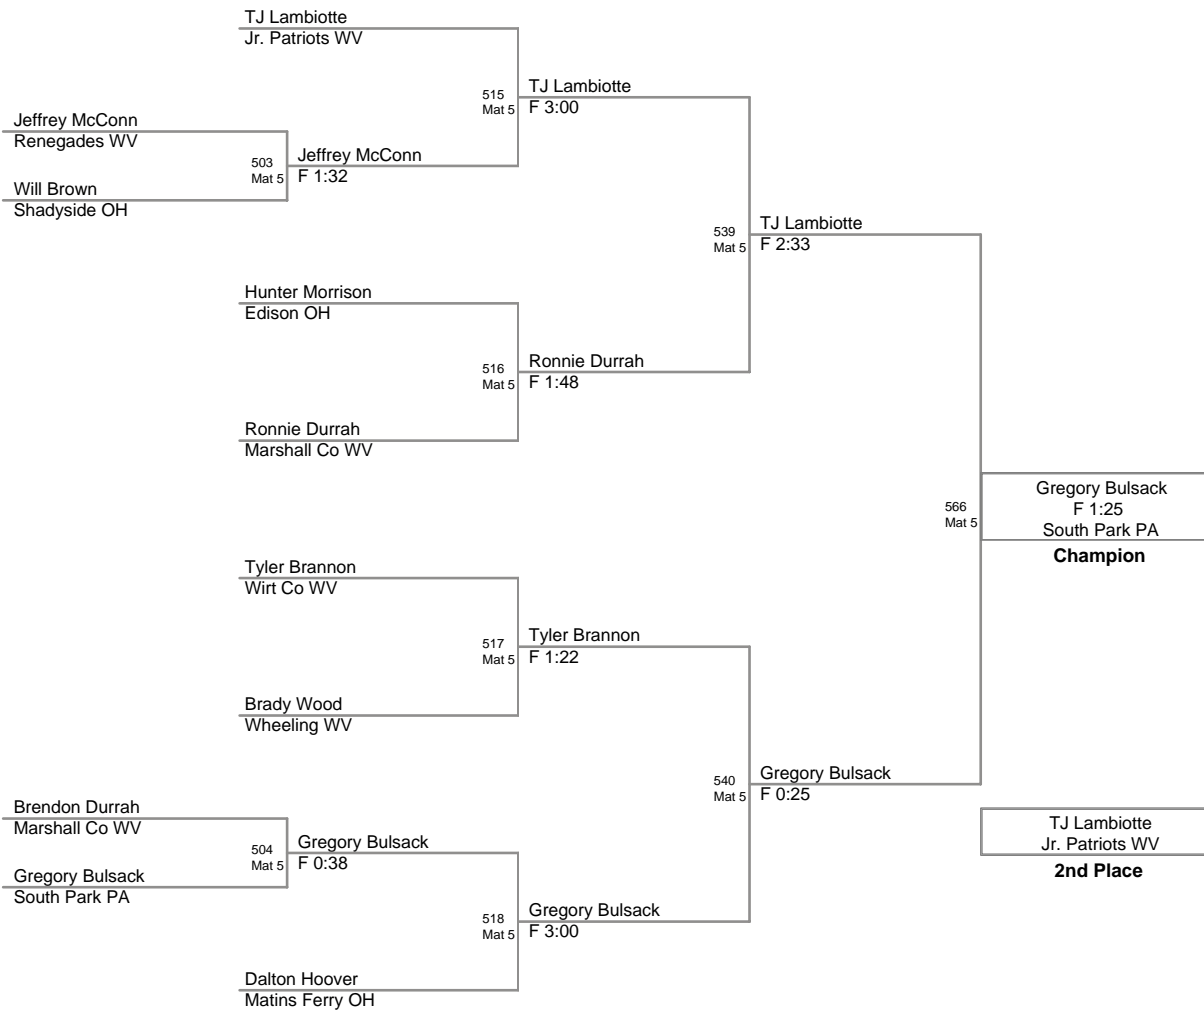 TJ Lambiotte
Jr. Patriots WV
515
Mat 5
TJ Lambiotte
F 3:00
Jeffrey McConn
Renegades WV
503
Mat 5
Jeffrey McConn
F 1:32
Will Brown
Shadyside OH
539
Mat 5
TJ Lambiotte
F 2:33
Hunter Morrison
Edison OH
516
Mat 5
Ronnie Durrah
F 1:48
Ronnie Durrah
Marshall Co WV
566
Mat 5
Gregory Bulsack
F 1:25
South Park PA
Champion
Tyler Brannon
Wirt Co WV
517
Mat 5
Tyler Brannon
F 1:22
Brady Wood
Wheeling WV
540
Mat 5
Gregory Bulsack
F 0:25
Brendon Durrah
Marshall Co WV
504
Mat 5
Gregory Bulsack
F 0:38
Gregory Bulsack
South Park PA
518
Mat 5
Gregory Bulsack
F 3:00
Dalton Hoover
Matins Ferry OH
TJ Lambiotte
Jr. Patriots WV
2nd Place